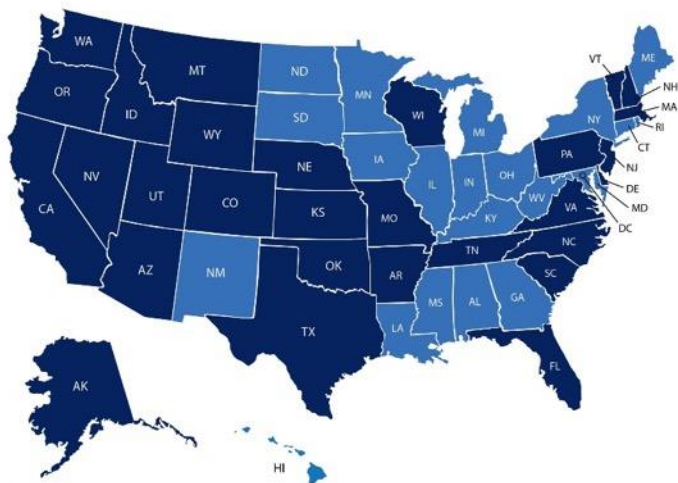 WA
MT
ND
MN
VT
ME
OR
ID
SD
WI
NH
MA
WY
MI
NY
RI
CT
NV
NE
IA
PA
NJ
CA
UT
CO
IL
IN
OH
DE
KS
MO
WV
VA
MD
KY
DC
AZ
NM
OK
AR
TN
NC
SC
TX
LA
MS
AL
GA
FL
AK
HI